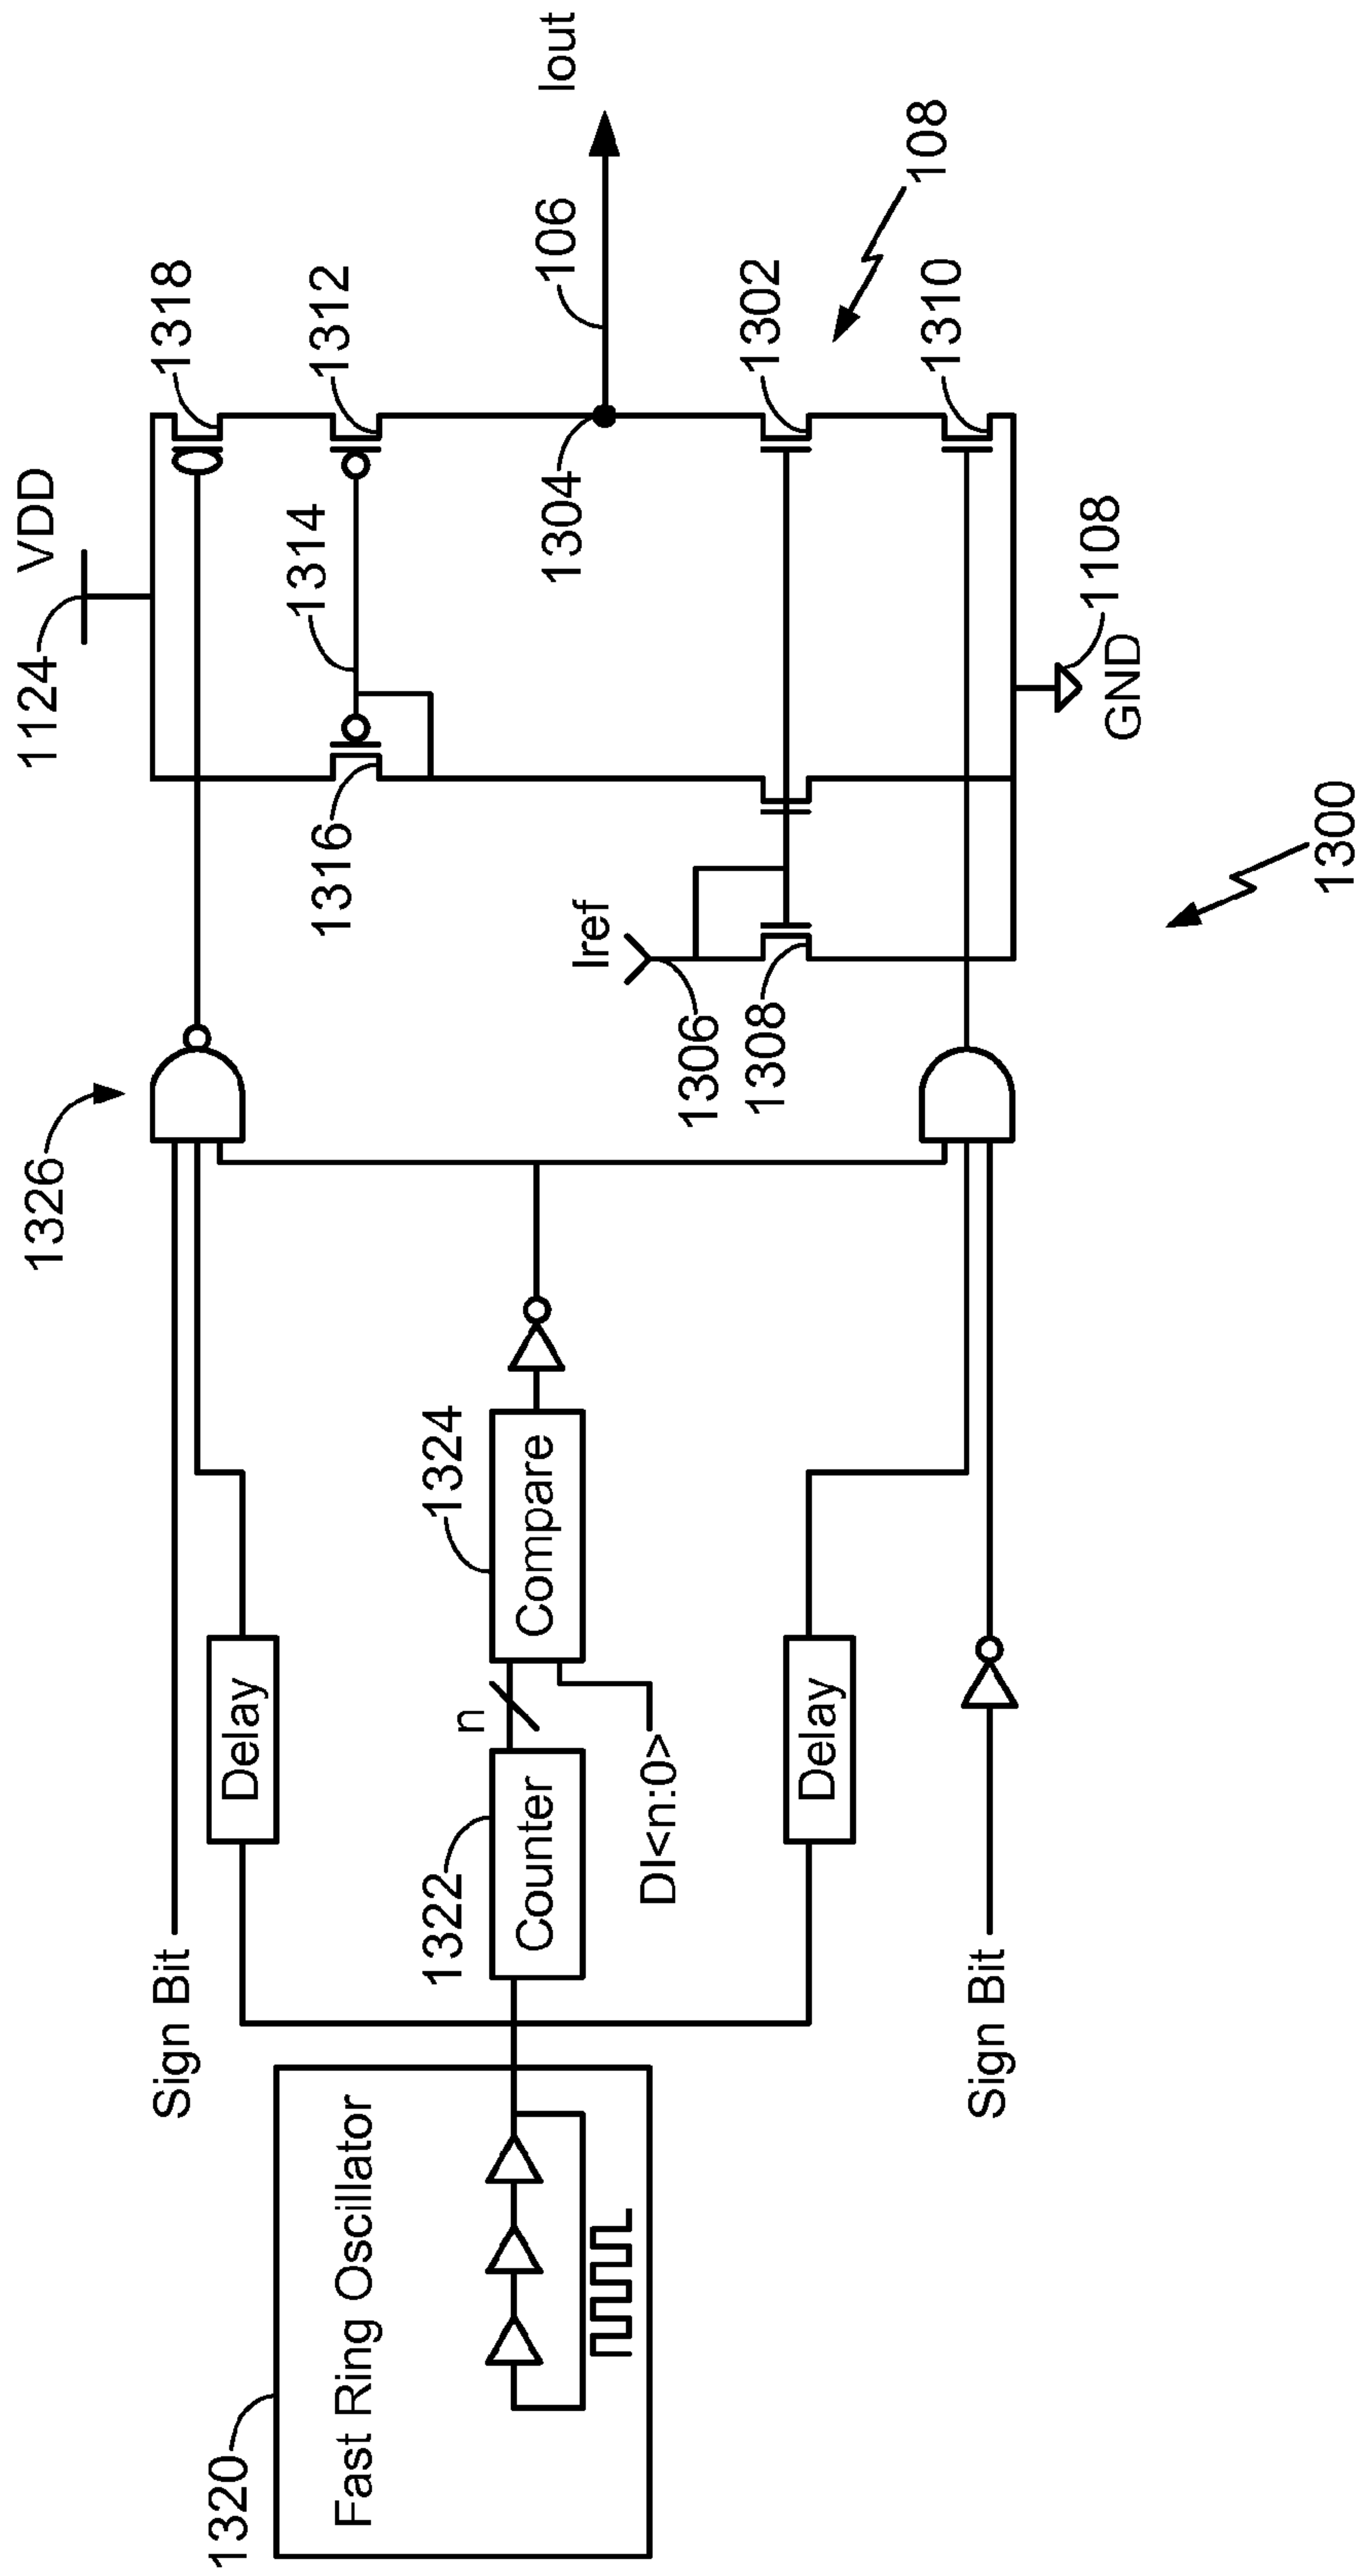 1124
VDD
1326
1318
Sign Bit
Delay
1314
1312
1316
1320
Fast Ring Oscillator
1322
Counter
n
1324
Compare
DI<n:0>
Iref
1306
1308
1304
106
Iout
1302
108
1310
Delay
Sign Bit
GND
1108
1300